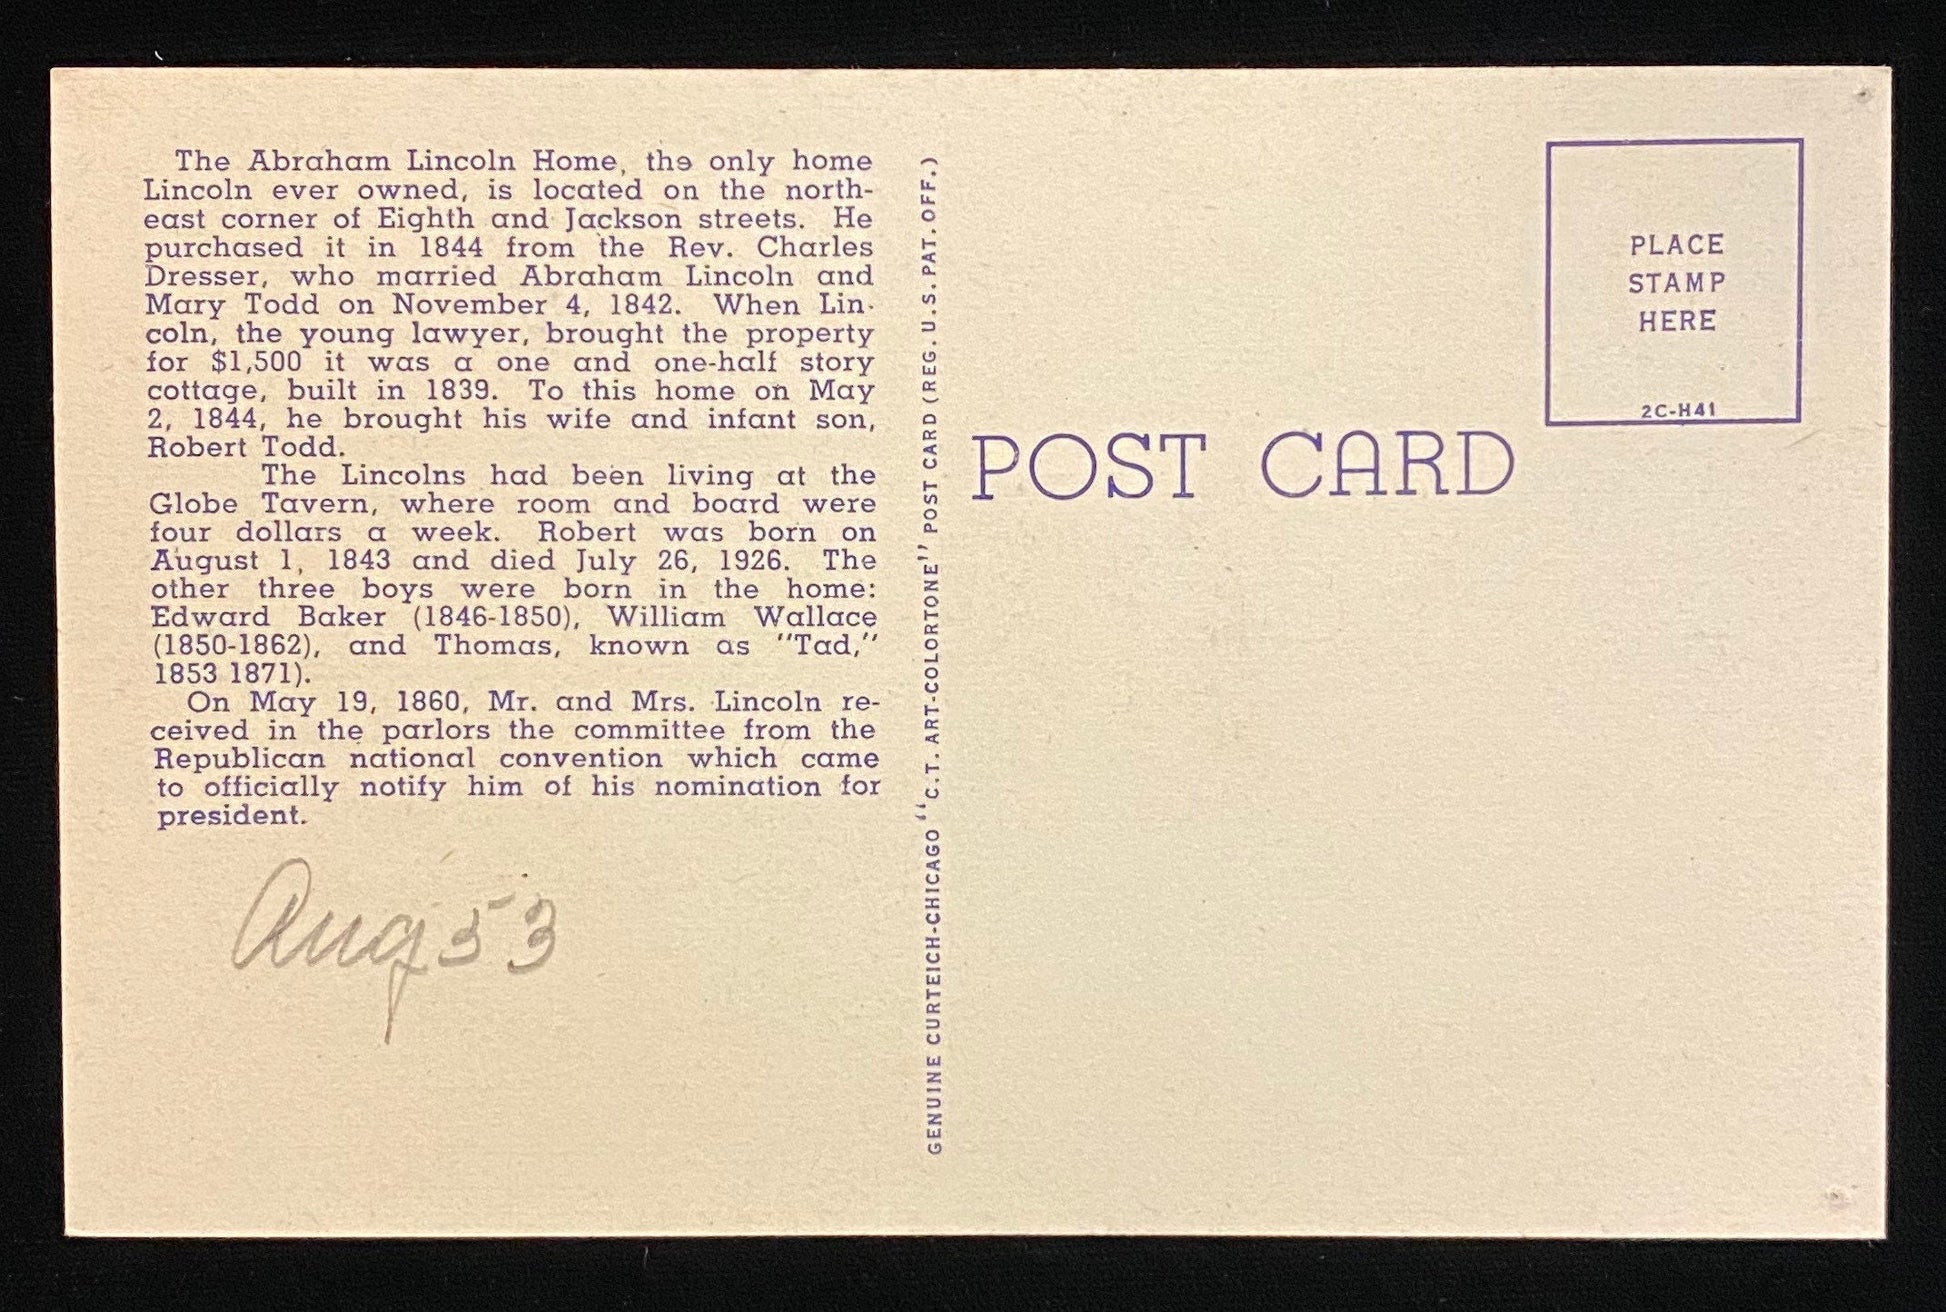 The Abraham Lincoln Home, the only home
Lincoln ever owned, is located on the north-
east corner of Eighth and Jackson streets. He
purchased it in 1844 from the Rev. Charles
Dresser, who married Abraham Lincoln and
Mary Todd on November 4, 1842. When Lin-
coln, the young lawyer, brought the property
for $1,500 it was a one and one-half story
cottage, built in 1839. To this home on May
2, 1844, he brought his wife and infant son,
Robert Todd.
The Lincolns had been living at the
Globe Tavern, where room and board were
four dollars a week. Robert was born on
August 1, 1843 and died July 26, 1926. The
other three boys were born in the home:
Edward Baker (1846-1850), William Wallace
(1850-1862), and Thomas, known as "Tad,"
1853 1871).
On May 19, 1860, Mr. and Mrs. Lincoln re-
ceived in the parlors the committee from the
Republican national convention which came
to officially notify him of his nomination for
president.
Aug 53
GENUINE CURTEICH-CHICAGO "C.T. ART-COLORTONE" POST CARD (REG. U.S. PAT. OFF.)
POST CARD
PLACE
STAMP
HERE
2C-H41